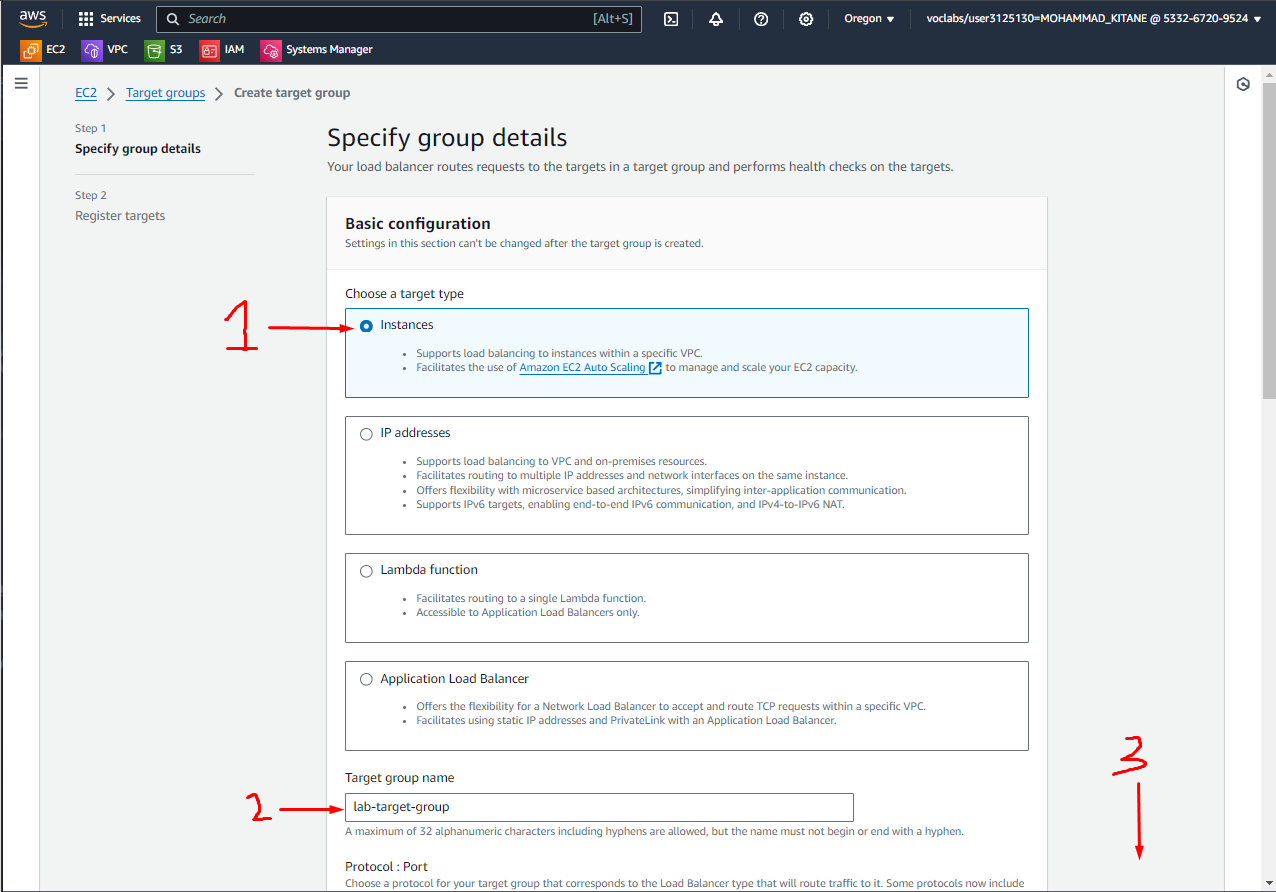 aws
Services
Search
[Alt+S]
Oregon
voclabs/user3125130=MOHAMMAD_KITANE @ 5332-6720-9524
EC2
VPC
S3
IAM
Systems Manager
EC2 > Target groups > Create target group
Step 1
Specify group details
Step 2
Register targets
Specify group details
Your load balancer routes requests to the targets in a target group and performs health checks on the targets.
Basic configuration
Settings in this section can't be changed after the target group is created.
Choose a target type
1
Instances
• Supports load balancing to instances within a specific VPC.
• Facilitates the use of Amazon EC2 Auto Scaling to manage and scale your EC2 capacity.
IP addresses
• Supports load balancing to VPC and on-premises resources.
• Facilitates routing to multiple IP addresses and network interfaces on the same instance.
• Offers flexibility with microservice based architectures, simplifying inter-application communication.
• Supports IPv6 targets, enabling end-to-end IPv6 communication, and IPv4-to-IPv6 NAT.
Lambda function
• Facilitates routing to a single Lambda function.
• Accessible to Application Load Balancers only.
Application Load Balancer
• Offers the flexibility for a Network Load Balancer to accept and route TCP requests within a specific VPC.
• Facilitates using static IP addresses and PrivateLink with an Application Load Balancer.
3
Target group name
2
lab-target-group
A maximum of 32 alphanumeric characters including hyphens are allowed, but the name must not begin or end with a hyphen.
Protocol : Port
Choose a protocol for your target group that corresponds to the Load Balancer type that will route traffic to it. Some protocols now include